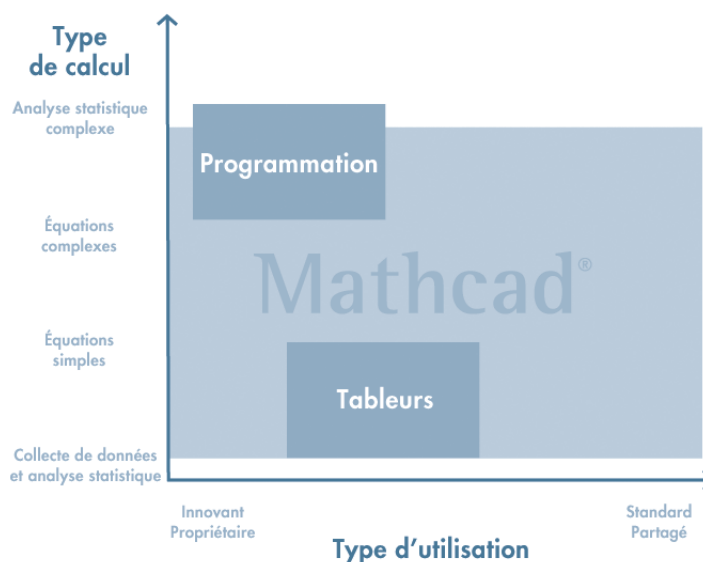 Type
de calcul
Analyse statistique
complexe
Programmation
Équations
complexes
Mathcad®
Équations
simples
Tableurs
Collecte de données
et analyse statistique
Innovant
Propriétaire
Standard
Partagé
Type d’utilisation